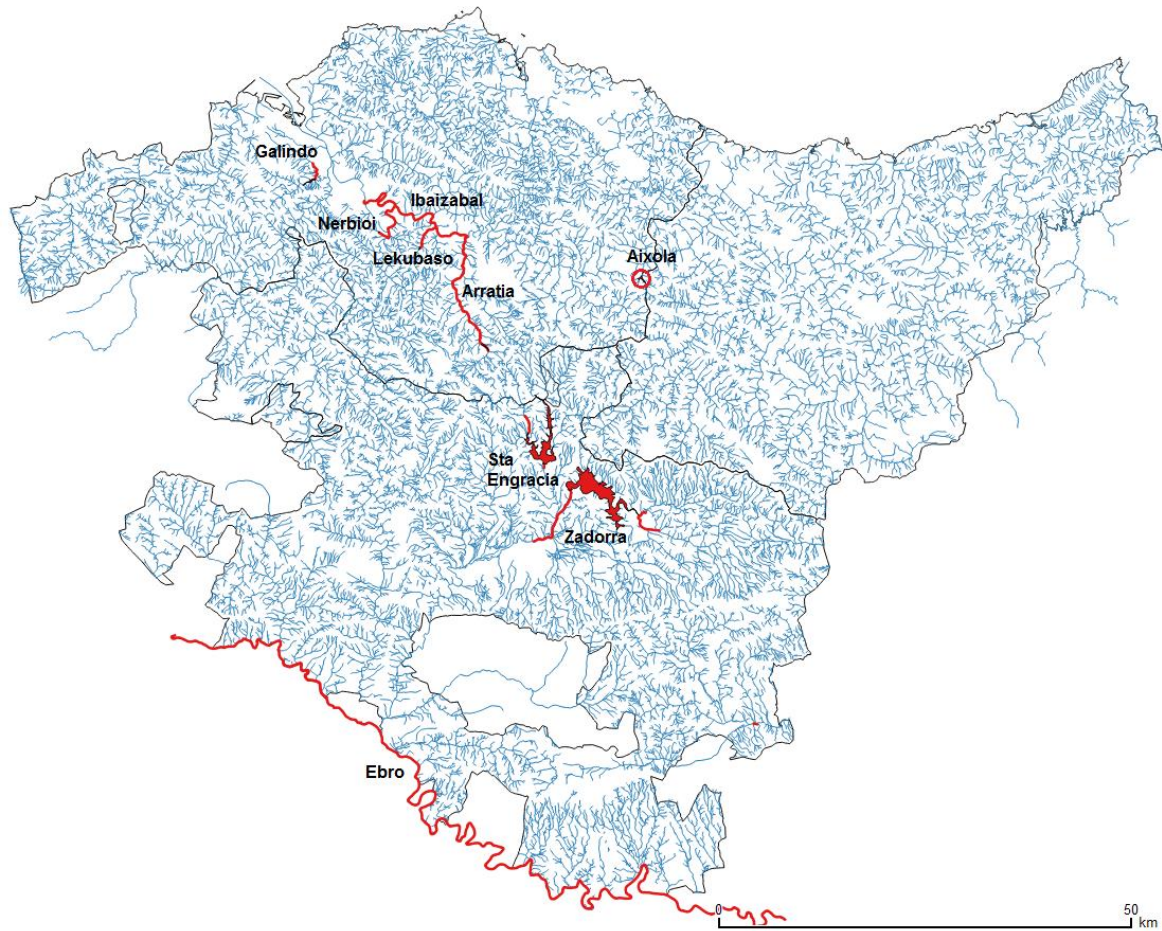 Galindo
Ibaizabal
Nerbioi
Lekubaso
Aixola
Arratia
Sta
Engracia
Zadorra
Ebro
0
50
km